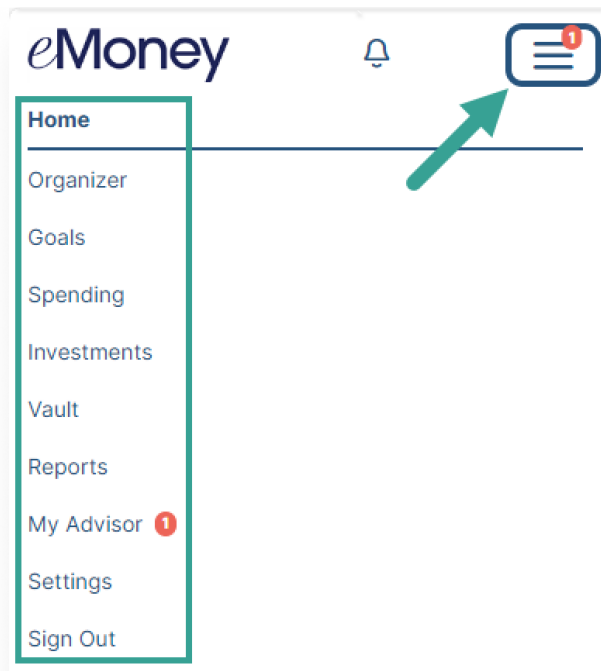 eMoney
1
Home
Organizer
Goals
Spending
Investments
Vault
Reports
My Advisor 1
Settings
Sign Out